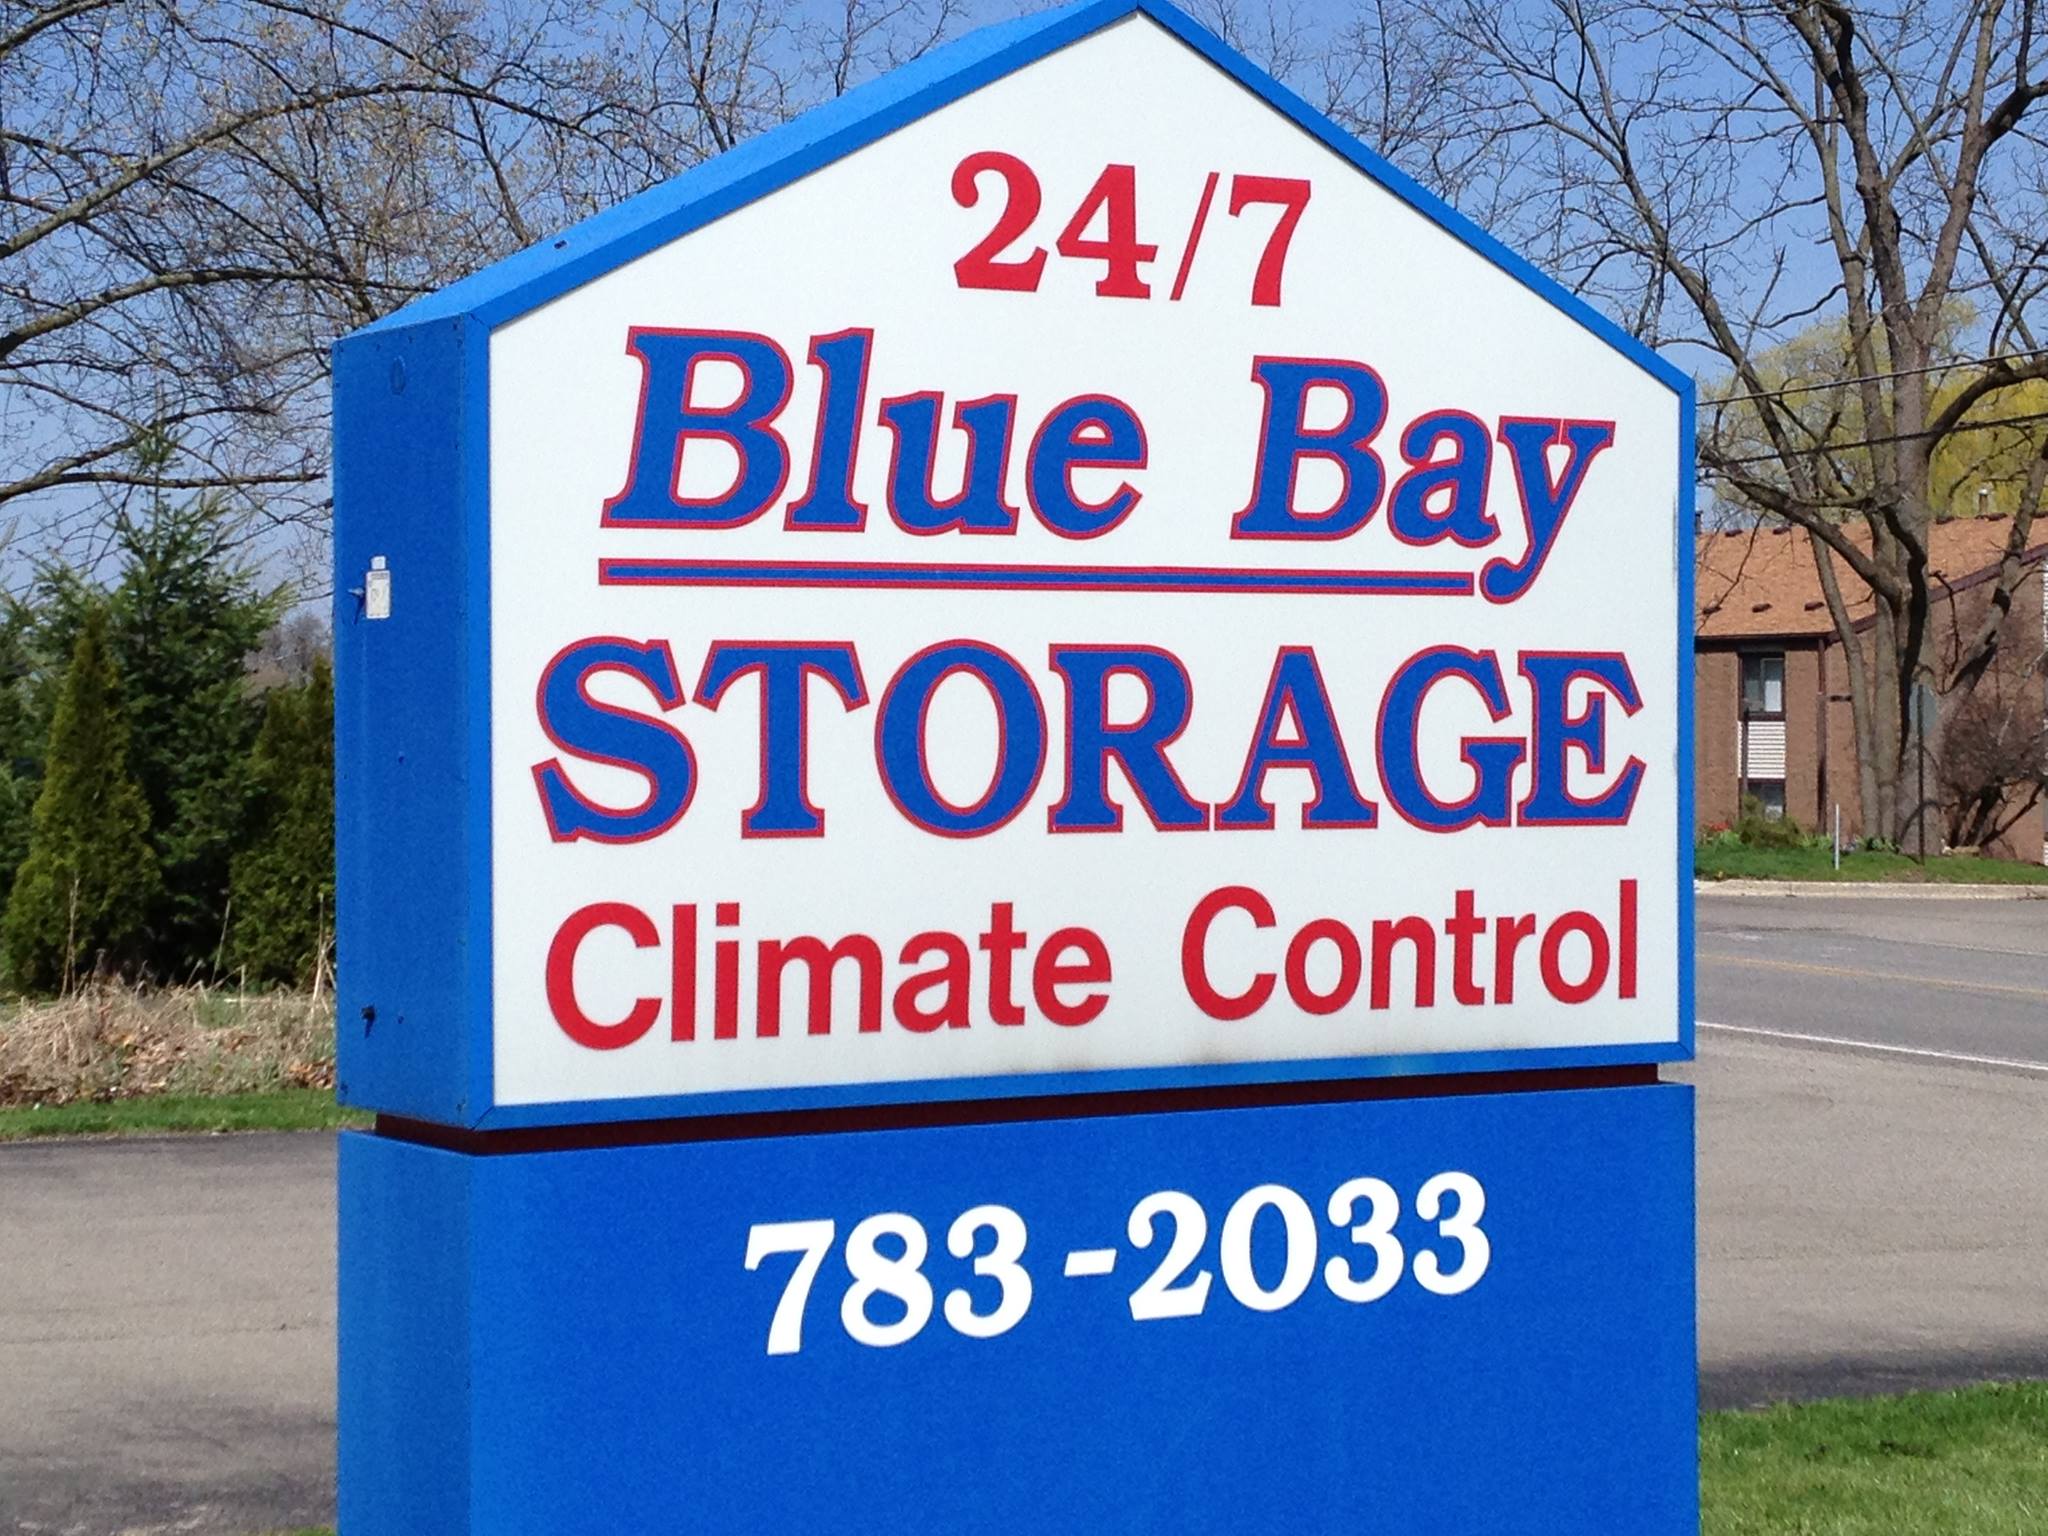 24/7
Blue Bay
STORAGE
Climate Control
783-2033